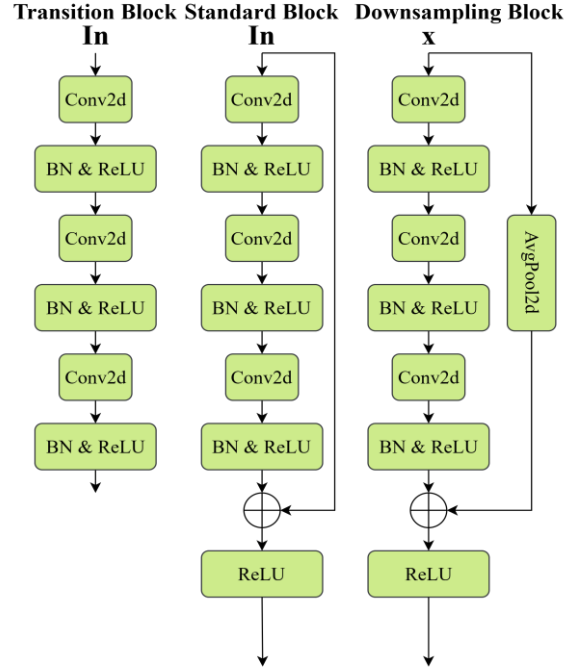 Transition Block
In
Conv2d
BN & ReLU
Conv2d
BN & ReLU
Conv2d
BN & ReLU
Standard Block
In
Conv2d
BN & ReLU
Conv2d
BN & ReLU
Conv2d
BN & ReLU
ReLU
Downsampling Block
x
Conv2d
BN & ReLU
Conv2d
BN & ReLU
Conv2d
BN & ReLU
AvgPool2d
ReLU